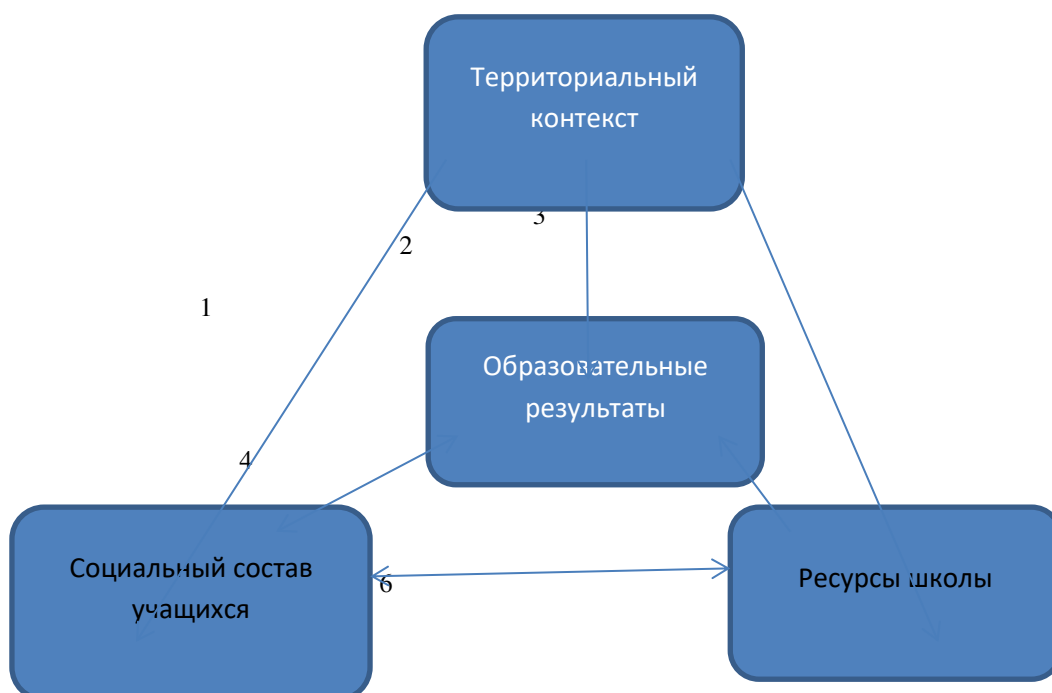 Территориальный
контекст
3
2
1
Образовательные
результаты
4
Социальный состав
учащихся
6
Ресурсы школы